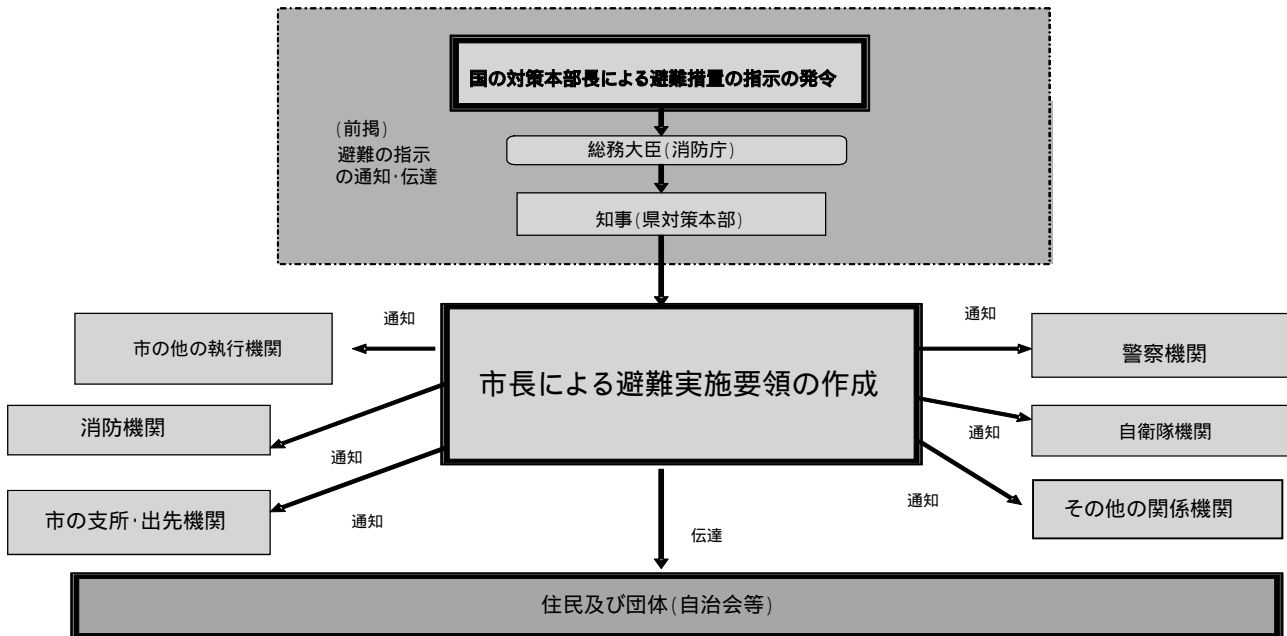 国の対策本部長による避難措置の指示の発令
(前掲)
避難の指示
の通知・伝達
総務大臣(消防庁)
知事(県対策本部)
通知
通知
市の他の執行機関
警察機関
市長による避難実施要領の作成
消防機関
自衛隊機関
通知
通知
市の支所・出先機関
その他の関係機関
通知
通知
伝達
住民及び団体(自治会等)